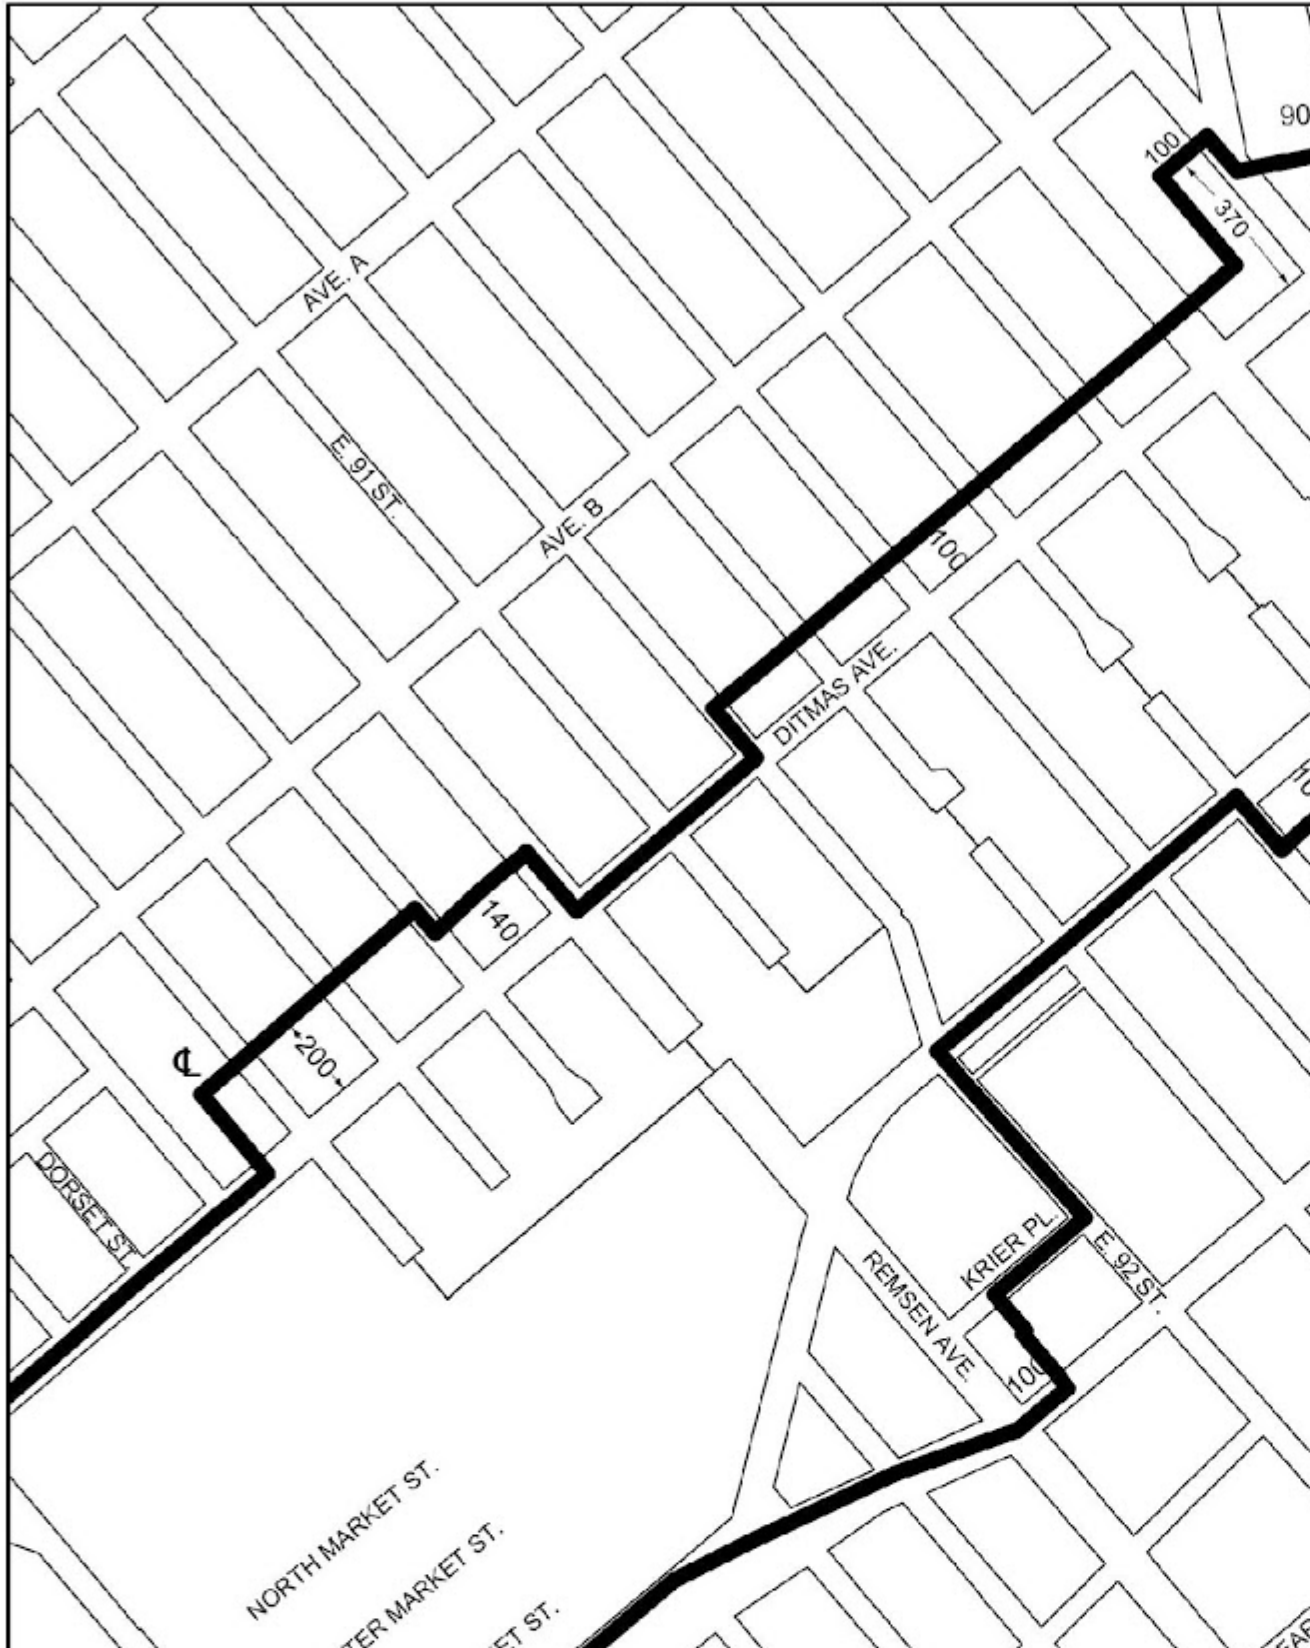 90
100
370
AVE. A
E. 91 ST.
AVE. B
100
DITMAS AVE.
140
℄
200
DORSET ST.
KRIER PL.
E. 92 ST.
REMSEN AVE.
100
NORTH MARKET ST.
TER MARKET ST.
ET ST.